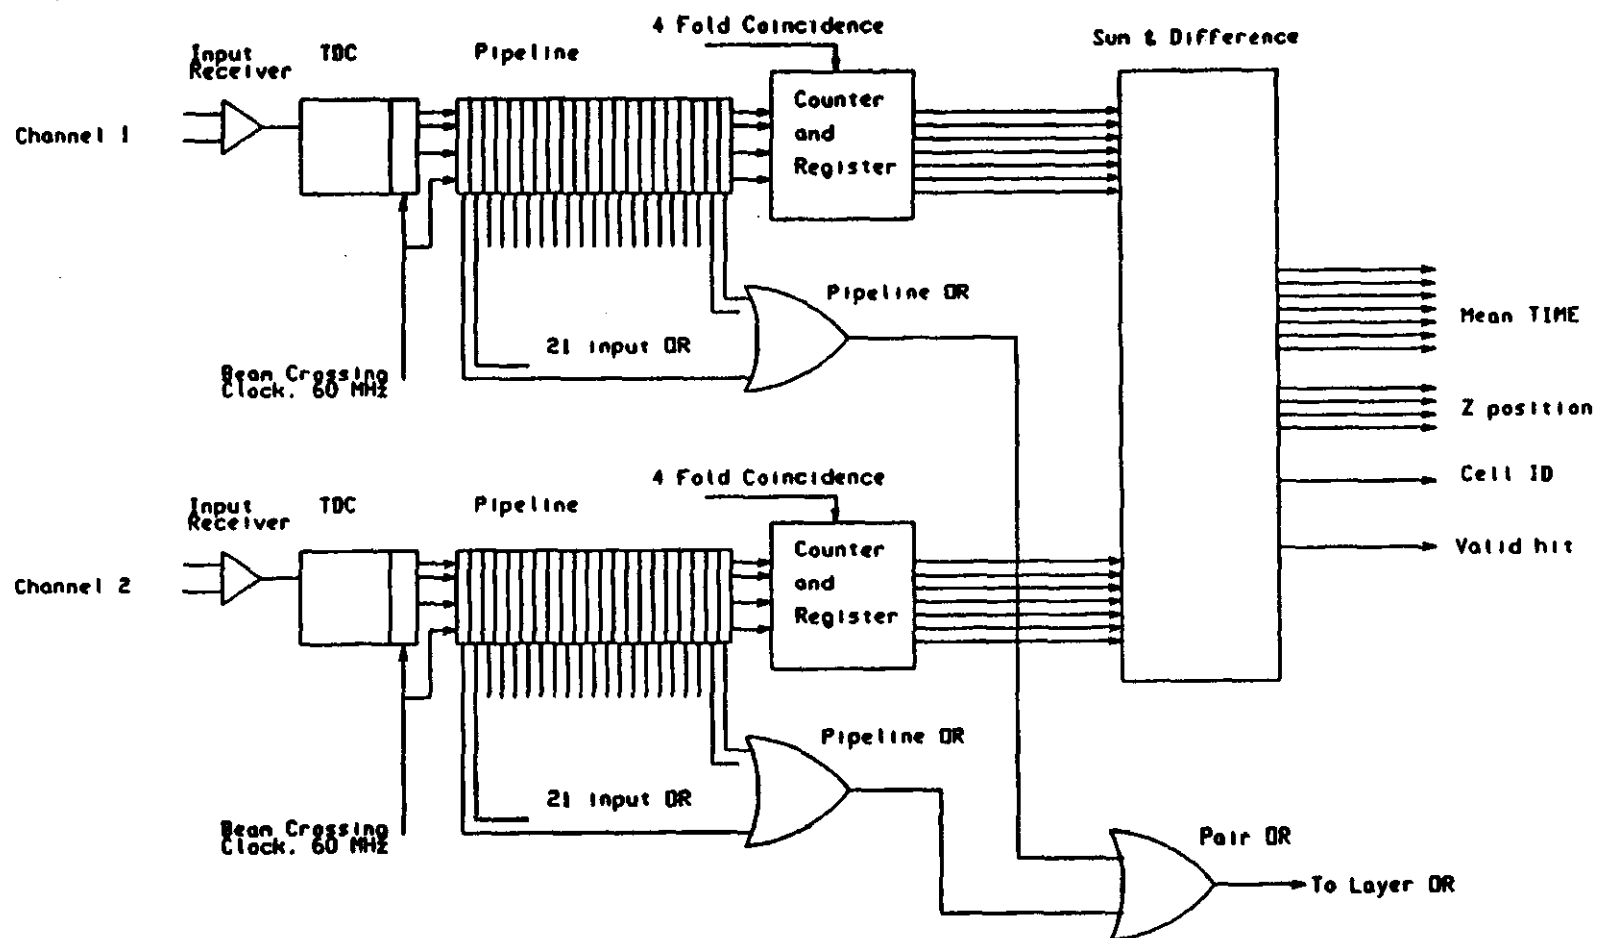 4 Fold Coincidence
Sum & Difference
Input
Receiver
TDC
Pipeline
Channel 1
Counter
and
Register
Pipeline OR
21 input OR
Beam Crossing
Clock. 60 MHz
Mean TIME
Z position
Cell ID
Valid hit
4 Fold Coincidence
Input
Receiver
TDC
Pipeline
Channel 2
Counter
and
Register
Pipeline OR
21 input OR
Beam Crossing
Clock. 60 MHz
Pair OR
To Layer OR